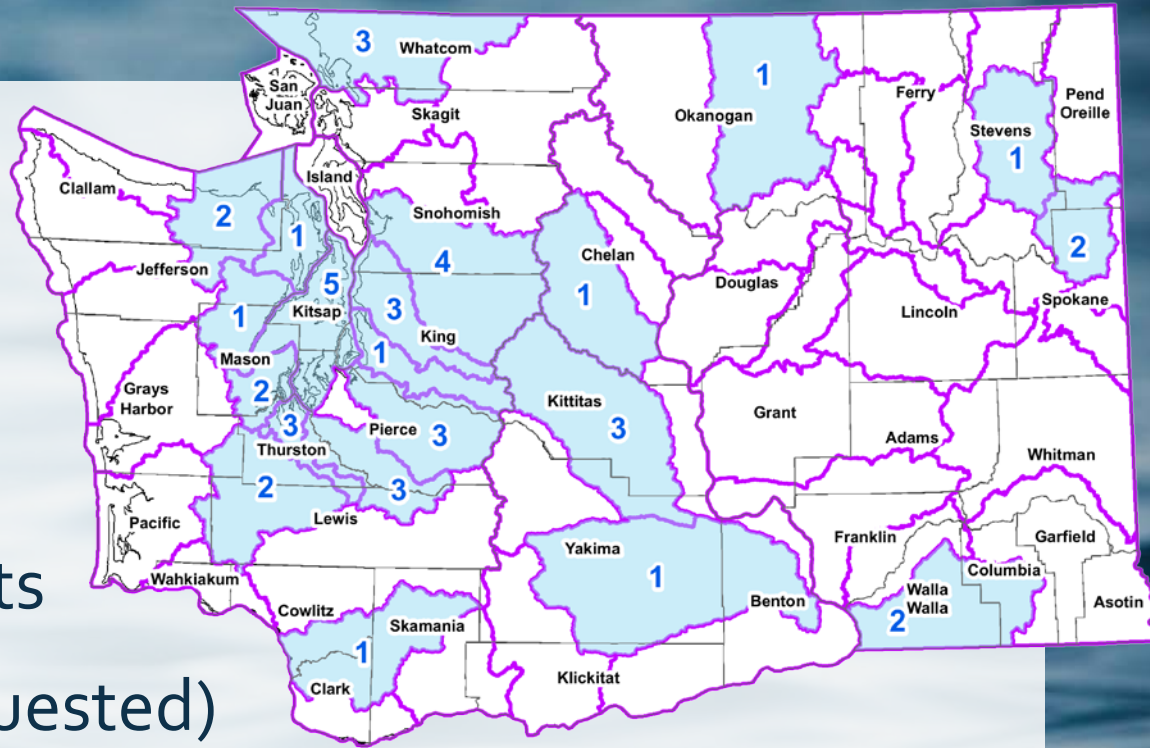 3
Whatcom
San
Juan
Skagit
Okanogan
1
Ferry
Pend
Oreille
Stevens
1
Clallam
Island
2
1
Snohomish
4
Chelan
1
2
Jefferson
5
Kitsap
1
3
King
1
Douglas
Lincoln
Spokane
Mason
2
Grays
Harbor
3
Thurston
Pierce
3
Kittitas
3
Grant
Adams
Whitman
2
3
Lewis
Pacific
Franklin
Garfield
Yakima
1
Benton
Walla
Walla
2
Columbia
Asotin
Wahkiakum
Cowlitz
Skamania
1
Clark
Klickitat
ts
uested)